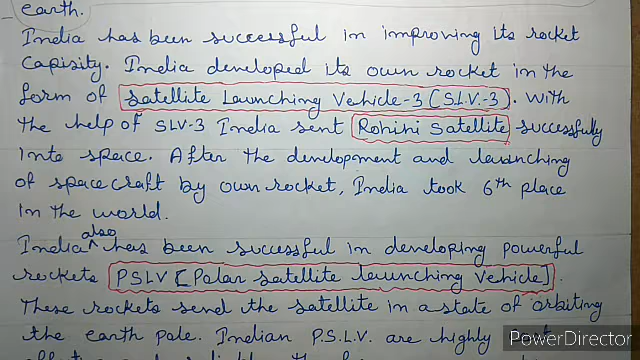 earth.
India has been successful in improving its rocket
Capisity. India developed its own rocket in the
form of Satellite Launching Vehicle-3 (S.L.V.-3). With
the help of SLV-3 India sent Rohini Satellite successfully
into space. After the development and launching
of spacecraft by own rocket, India took 6th place
in the world.
India also has been successful in developing powerful
rockets PSLV [Polar satellite launching Vehicle].
These rockets send the satellite in a state of orbiting
the earth pole. Indian P.S.L.V. are highly
PowerDirector